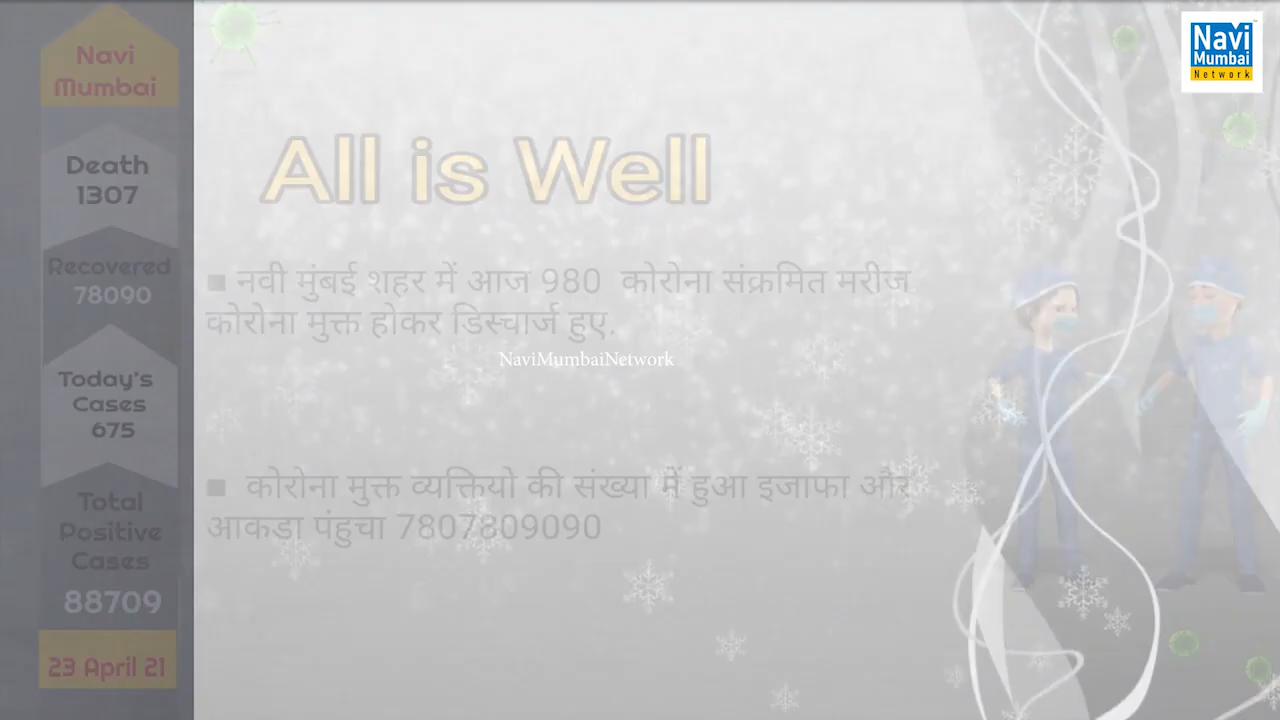 Navi
Mumbai
Death
1307
Recovered
78090
Today's
Cases
675
Total
Positive
Cases
88709
23 April 21
All is Well
■ नवी मुंबई शहर में आज 980 कोरोना संक्रमित मरीज
कोरोना मुक्त होकर डिस्चार्ज हुए.
NaviMumbaiNetwork
■ कोरोना मुक्त व्यक्तियो की संख्या में हुआ इजाफा और
आकडा पंहुचा 7807809090
Navi
Mumbai
Network